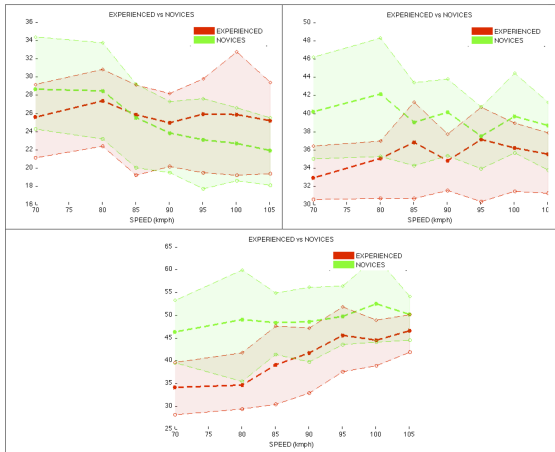 EXPERIENCED vs NOVICES
36
34
32
30
28
26
24
22
20
18
16
EXPERIENCED
NOVICES
70 75 80 85 90 95 100 105
SPEED (kmph)
EXPERIENCED vs NOVICES
50
48
46
44
42
40
38
36
34
32
30
EXPERIENCED
NOVICES
70 75 80 85 90 95 100
SPEED (kmph)
EXPERIENCED vs NOVICES
65
60
55
50
45
40
35
30
25
EXPERIENCED
NOVICES
70 75 80 85 90 95 100 105
SPEED (kmph)